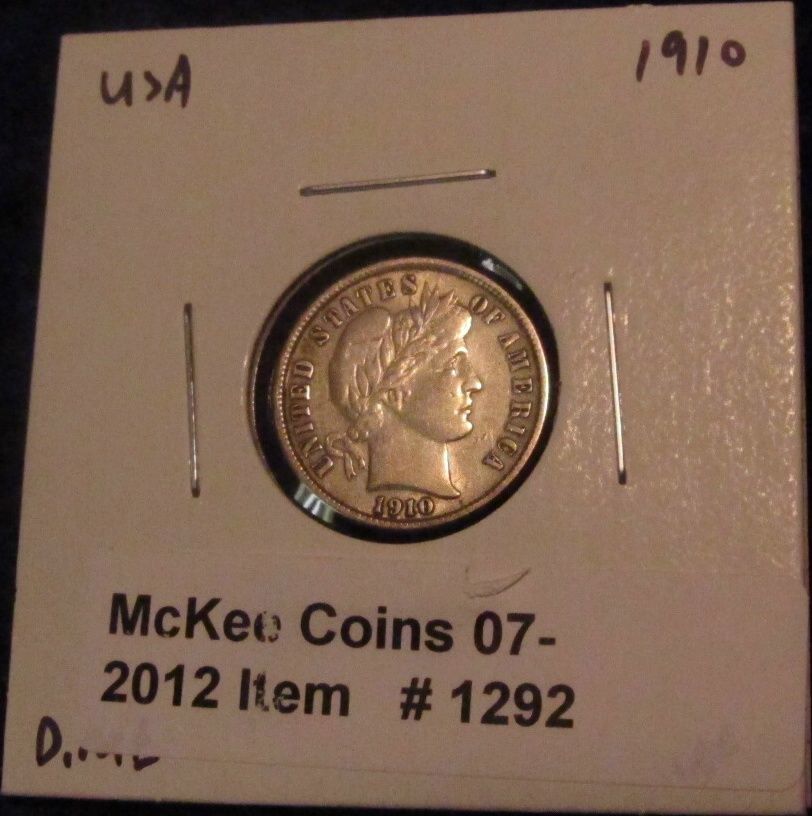 USA 1910
UNITED STATES OF AMERICA
1910
McKee Coins 07-
2012 Item # 1292